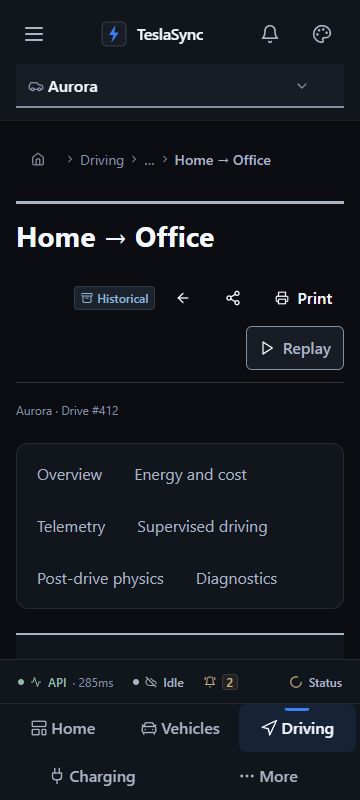 TeslaSync
Aurora
Driving ... Home → Office
Home → Office
Historical Print
Replay
Aurora · Drive #412
Overview Energy and cost
Telemetry Supervised driving
Post-drive physics Diagnostics
API · 285ms Idle 2 Status
Home Vehicles Driving
Charging More